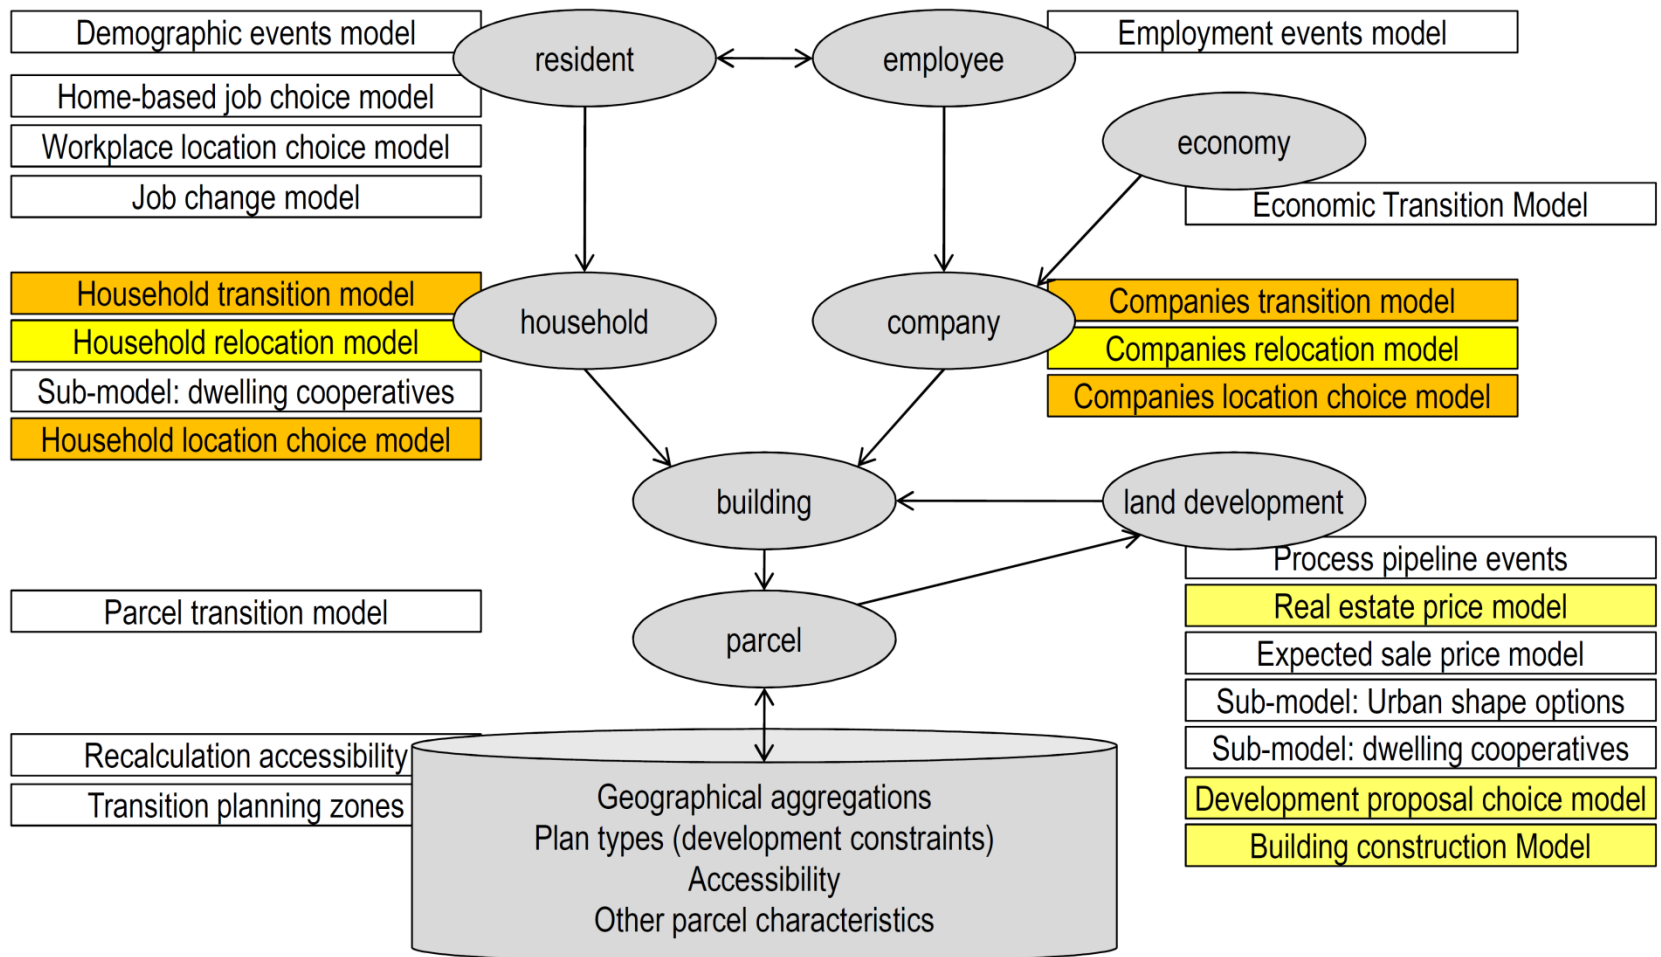 Demographic events model
resident
employee
Employment events model
Home-based job choice model
Workplace location choice model
Job change model
economy
Economic Transition Model
Household transition model
Household relocation model
Sub-model: dwelling cooperatives
Household location choice model
household
company
Companies transition model
Companies relocation model
Companies location choice model
building
land development
Process pipeline events
Real estate price model
Expected sale price model
Sub-model: Urban shape options
Sub-model: dwelling cooperatives
Development proposal choice model
Building construction Model
Parcel transition model
parcel
Recalculation accessibility
Transition planning zones
Geographical aggregations
Plan types (development constraints)
Accessibility
Other parcel characteristics